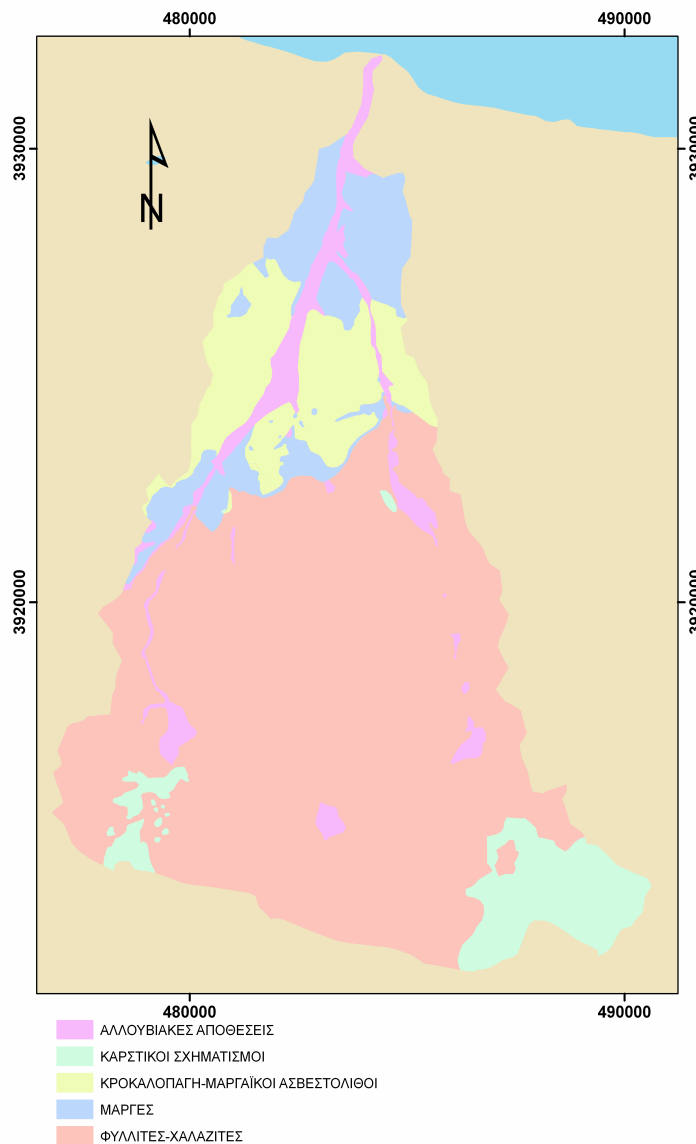 480000 490000
3930000 3930000
N
3920000 3920000
480000 490000
ΑΛΛΟΥΒΙΑΚΕΣ ΑΠΟΘΕΣΕΙΣ
ΚΑΡΣΤΙΚΟΙ ΣΧΗΜΑΤΙΣΜΟΙ
ΚΡΟΚΑΛΟΠΑΓΗ-ΜΑΡΓΑΪΚΟΙ ΑΣΒΕΣΤΟΛΙΘΟΙ
ΜΑΡΓΕΣ
ΦΥΛΛΙΤΕΣ-ΧΑΛΑΖΙΤΕΣ